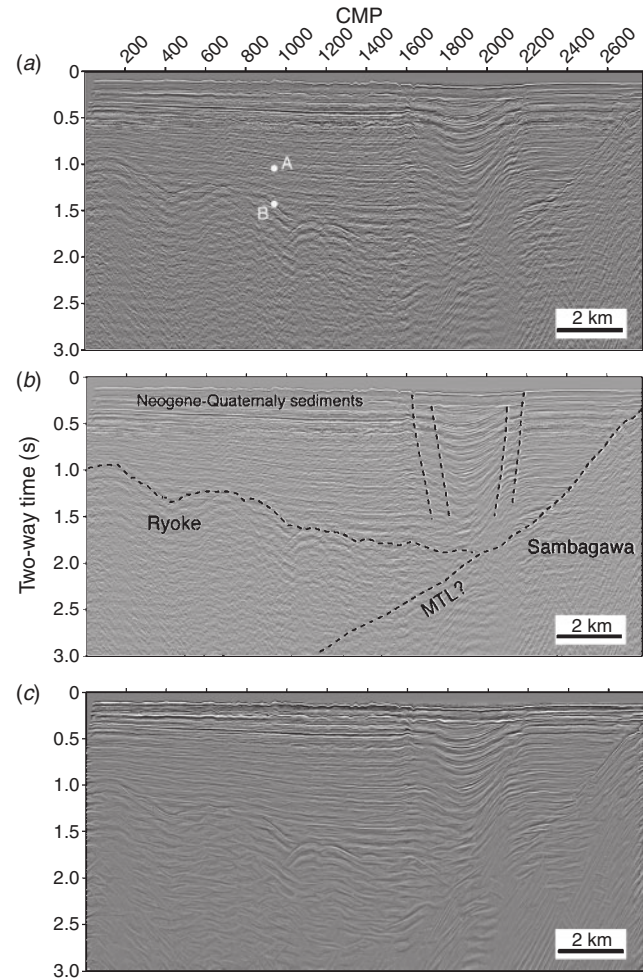 CMP
200 400 600 800 1000 1200 1400 1600 1800 2000 2200 2400 2600
(a)
0
0.5
1.0
1.5
2.0
2.5
3.0
A
B
2 km
(b)
Two-way time (s)
0
0.5
1.0
1.5
2.0
2.5
3.0
Neogene-Quaternaly sediments
Ryoke
Sambagawa
MTL?
2 km
(c)
0
0.5
1.0
1.5
2.0
2.5
3.0
2 km